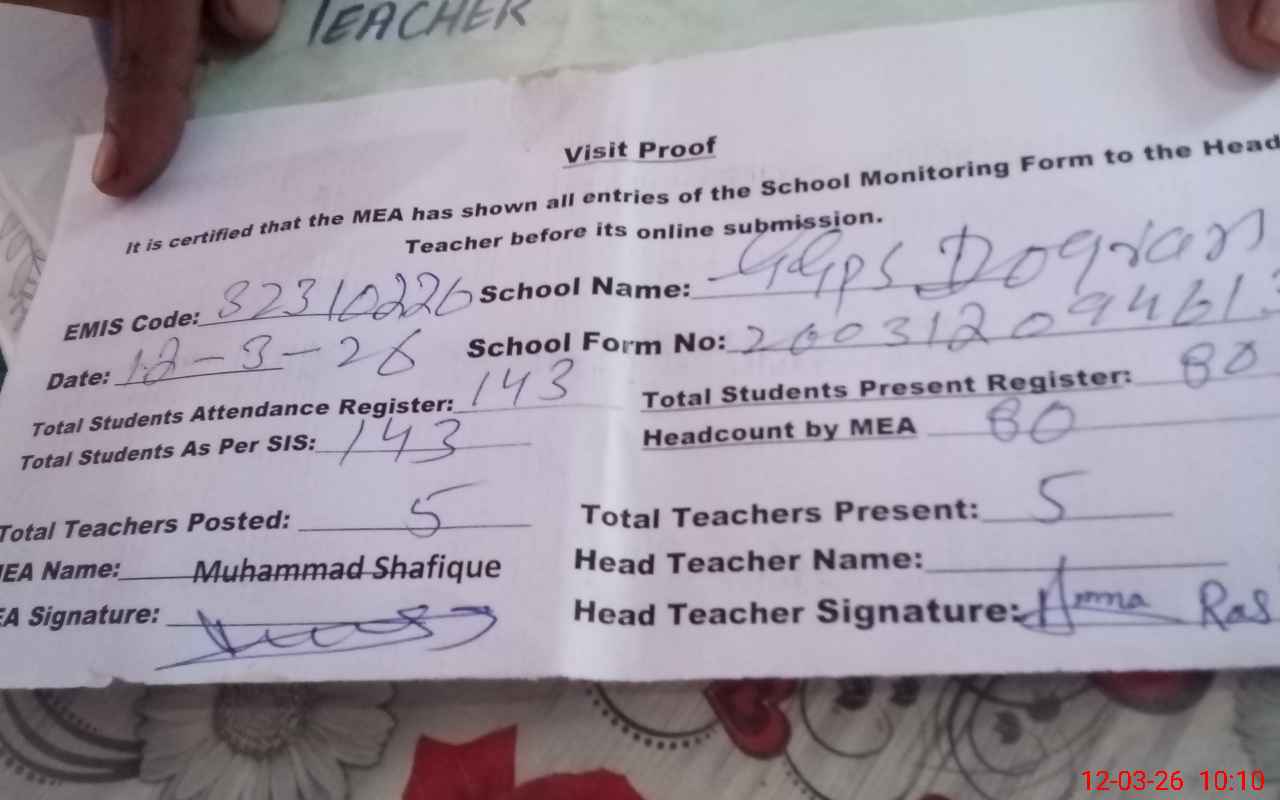 TEACHER
Visit Proof
It is certified that the MEA has shown all entries of the School Monitoring Form to the Head
Teacher before its online submission.
EMIS Code: 32310226 School Name: GGPS Dogran
Date: 12-3-26 School Form No: 260312094613
Total Students Attendance Register: 143 Total Students Present Register: 80
Total Students As Per SIS: 143 Headcount by MEA 80
Total Teachers Posted: 5 Total Teachers Present: 5
EA Name: Muhammad Shafique Head Teacher Name:
A Signature: Head Teacher Signature: Amna Ras
12-03-26 10:10